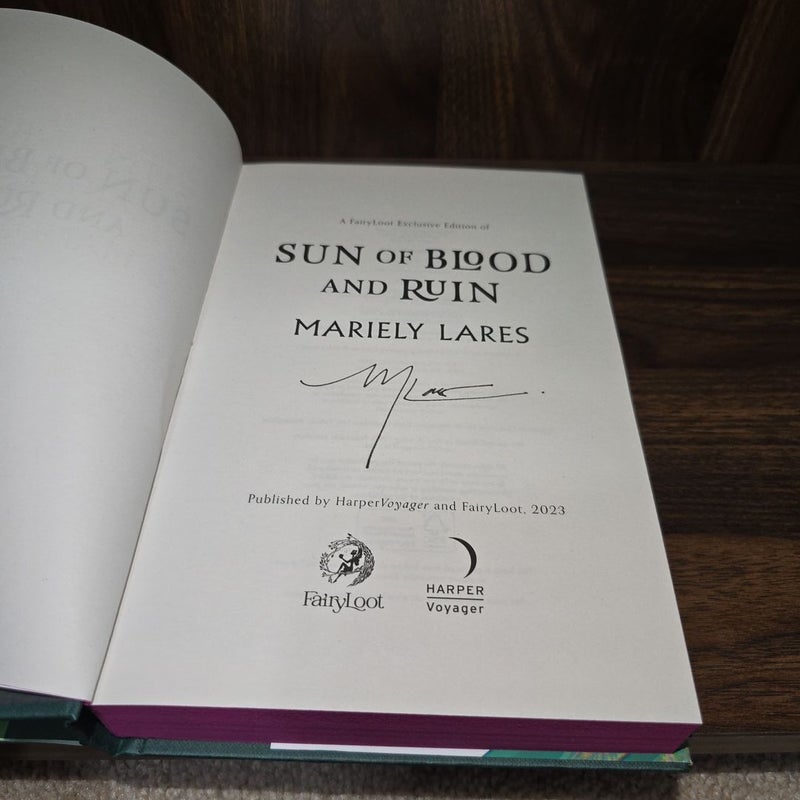 A FairyLoot Exclusive Edition of
SUN OF BLOOD
AND RUIN
MARIELY LARES
MLares
Published by HarperVoyager and FairyLoot, 2023
FairyLoot
HARPER
Voyager